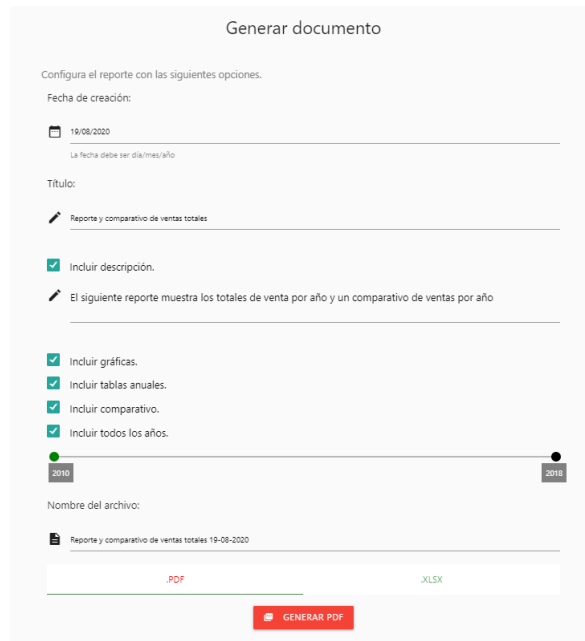 Generar documento
Configura el reporte con las siguientes opciones.
Fecha de creación:
19/08/2020
La fecha debe ser día/mes/año
Título:
Reporte y comparativo de ventas totales
Incluir descripción.
El siguiente reporte muestra los totales de venta por año y un comparativo de ventas por año
Incluir gráficas.
Incluir tablas anuales.
Incluir comparativo.
Incluir todos los años.
2010 2018
Nombre del archivo:
Reporte y comparativo de ventas totales 19-08-2020
.PDF .XLSX
GENERAR PDF